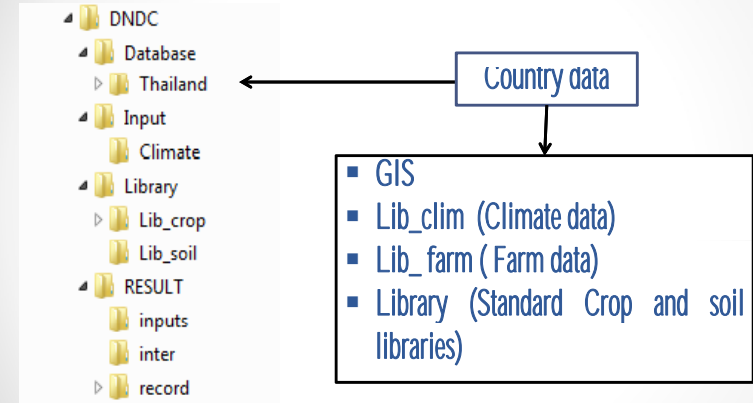 DNDC
Database
Thailand
Input
Climate
Library
Lib_crop
Lib_soil
RESULT
inputs
inter
record
Country data
▪ GIS
▪ Lib_clim (Climate data)
▪ Lib_ farm ( Farm data)
▪ Library (Standard Crop and soil
libraries)